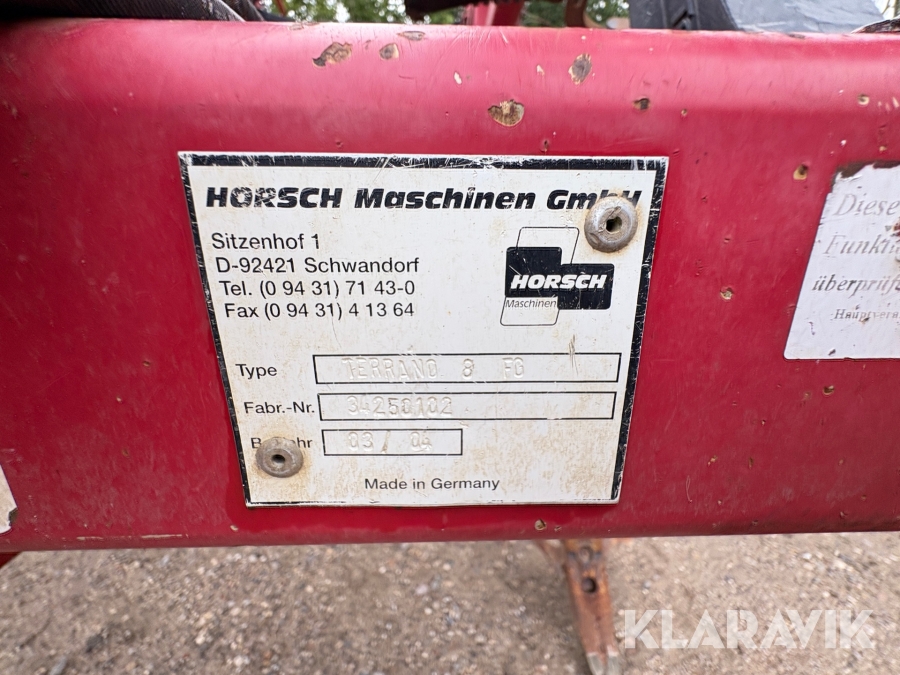 HORSCH Maschinen GmbH
Sitzenhof 1
D-92421 Schwandorf
Tel. (0 94 31) 71 43-0
Fax (0 94 31) 4 13 64
HORSCH
Maschinen
Type TERRANO 8 FG
Fabr.-Nr. 34250102
03 / 04
Made in Germany
Diese
Funkti
überprüf
Hauptvera
KLARAVIK